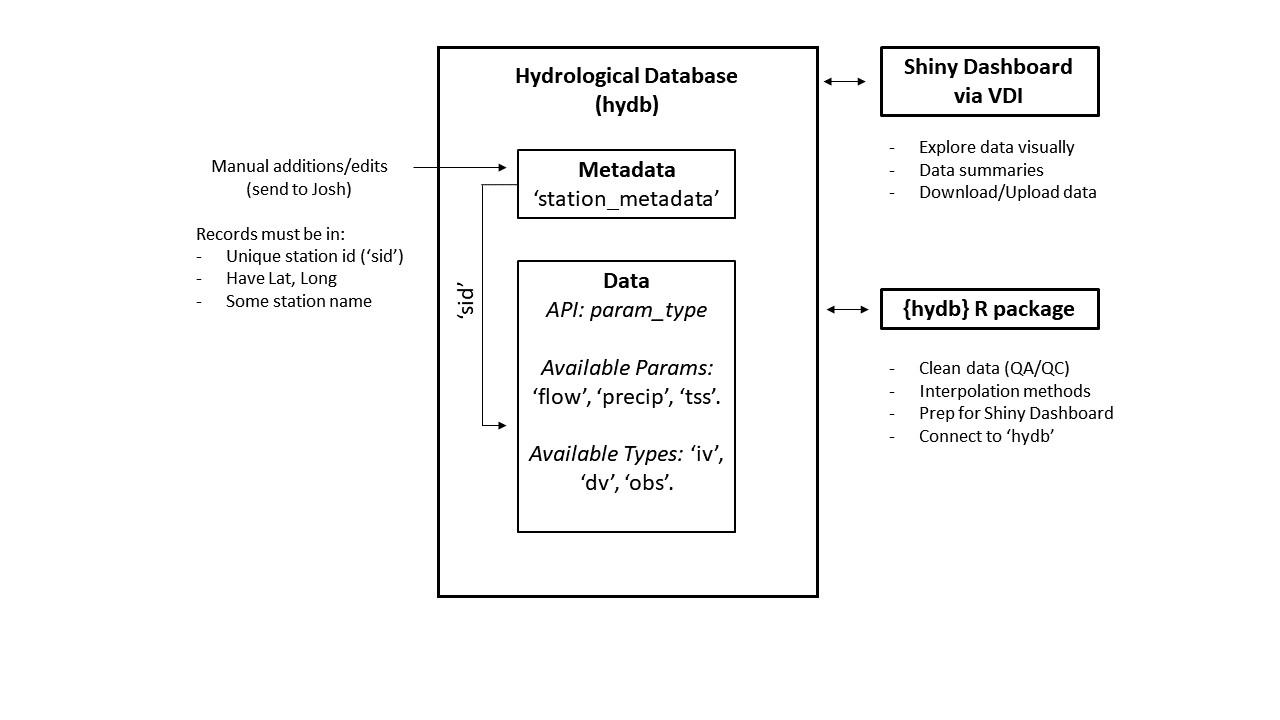 Hydrological Database
(hydb)
Manual additions/edits
(send to Josh)
Records must be in:
- Unique station id (‘sid’)
- Have Lat, Long
- Some station name
Metadata
‘station_metadata’
‘sid’
Data
API: param_type
Available Params:
‘flow’, ‘precip’, ‘tss’.
Available Types: ‘iv’,
‘dv’, ‘obs’.
Shiny Dashboard
via VDI
- Explore data visually
- Data summaries
- Download/Upload data
{hydb} R package
- Clean data (QA/QC)
- Interpolation methods
- Prep for Shiny Dashboard
- Connect to ‘hydb’